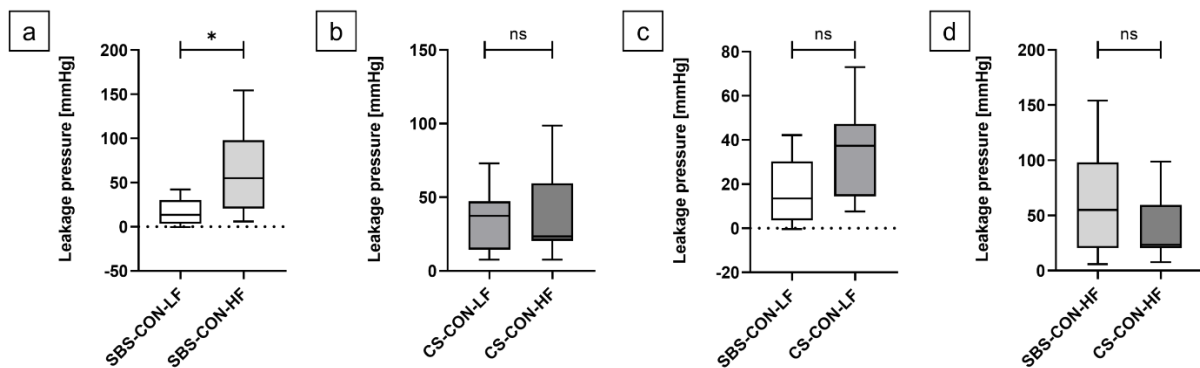 a
Leakage pressure [mmHg]
200
150
100
50
0
-50
*
SBS-CON-LF
SBS-CON-HF
b
Leakage pressure [mmHg]
150
100
50
0
ns
CS-CON-LF
CS-CON-HF
c
Leakage pressure [mmHg]
80
60
40
20
0
-20
ns
SBS-CON-LF
CS-CON-LF
d
Leakage pressure [mmHg]
200
150
100
50
0
ns
SBS-CON-HF
CS-CON-HF